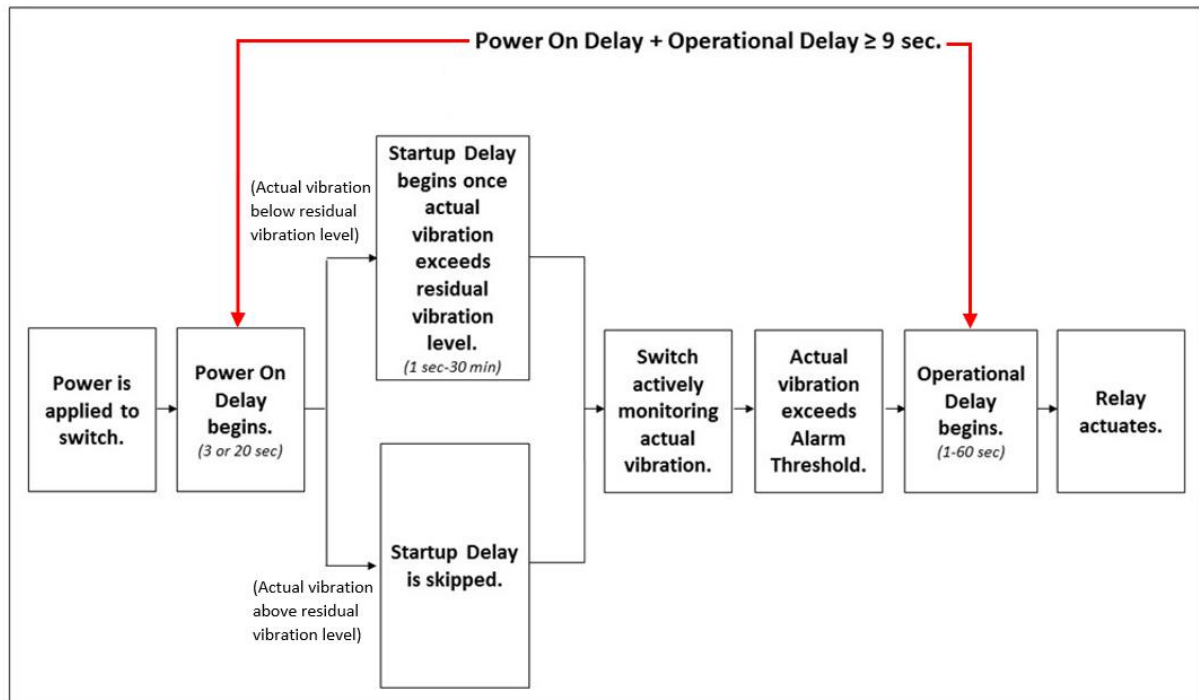 Power On Delay + Operational Delay ≥ 9 sec.
(Actual vibration
below residual
vibration level)
Startup Delay
begins once
actual
vibration
exceeds
residual
vibration
level.
(1 sec-30 min)
Power is
applied to
switch.
Power On
Delay
begins.
(3 or 20 sec)
Startup Delay
is skipped.
(Actual vibration
above residual
vibration level)
Switch
actively
monitoring
actual
vibration.
Actual
vibration
exceeds
Alarm
Threshold.
Operational
Delay
begins.
(1-60 sec)
Relay
actuates.